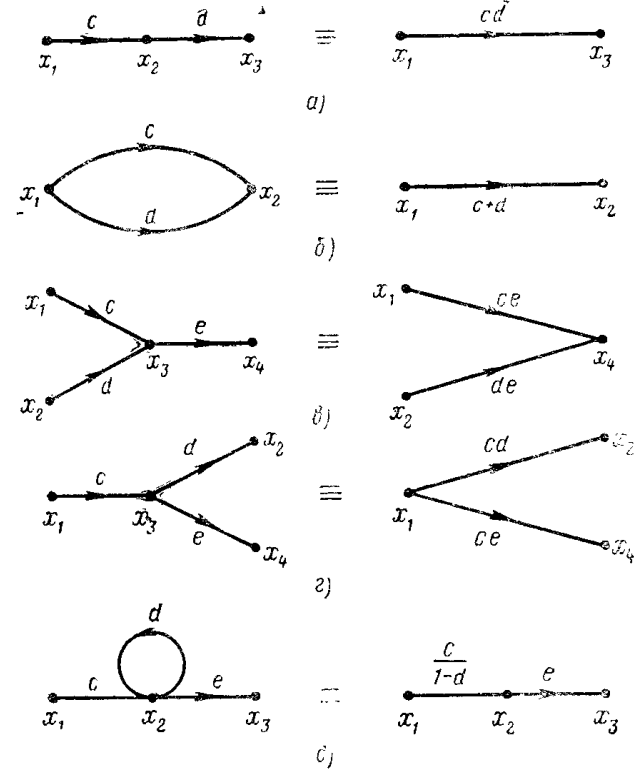 c d ≡ cd
x₁ x₂ x₃ x₁ x₃
а)
c
x₁ x₂ ≡ x₁ x₂
d c+d
б)
x₁ c x₁ ce
e ≡
x₃ x₄ x₄
x₂ d x₂ de
в)
d x₂ cd x₂
c ≡
x₁ x₃ x₁
e x₄ ce x₄
г)
d
c e = c/1-d e
x₁ x₂ x₃ x₁ x₂ x₃